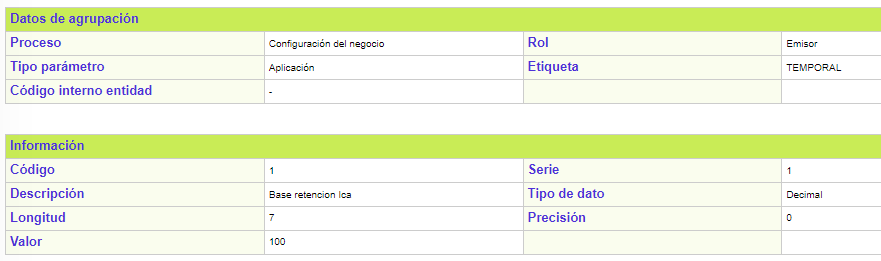 Datos de agrupación
Proceso Configuración del negocio Rol Emisor
Tipo parámetro Aplicación Etiqueta TEMPORAL
Código interno entidad -
Información
Código 1 Serie 1
Descripción Base retencion Ica Tipo de dato Decimal
Longitud 7 Precisión 0
Valor 100